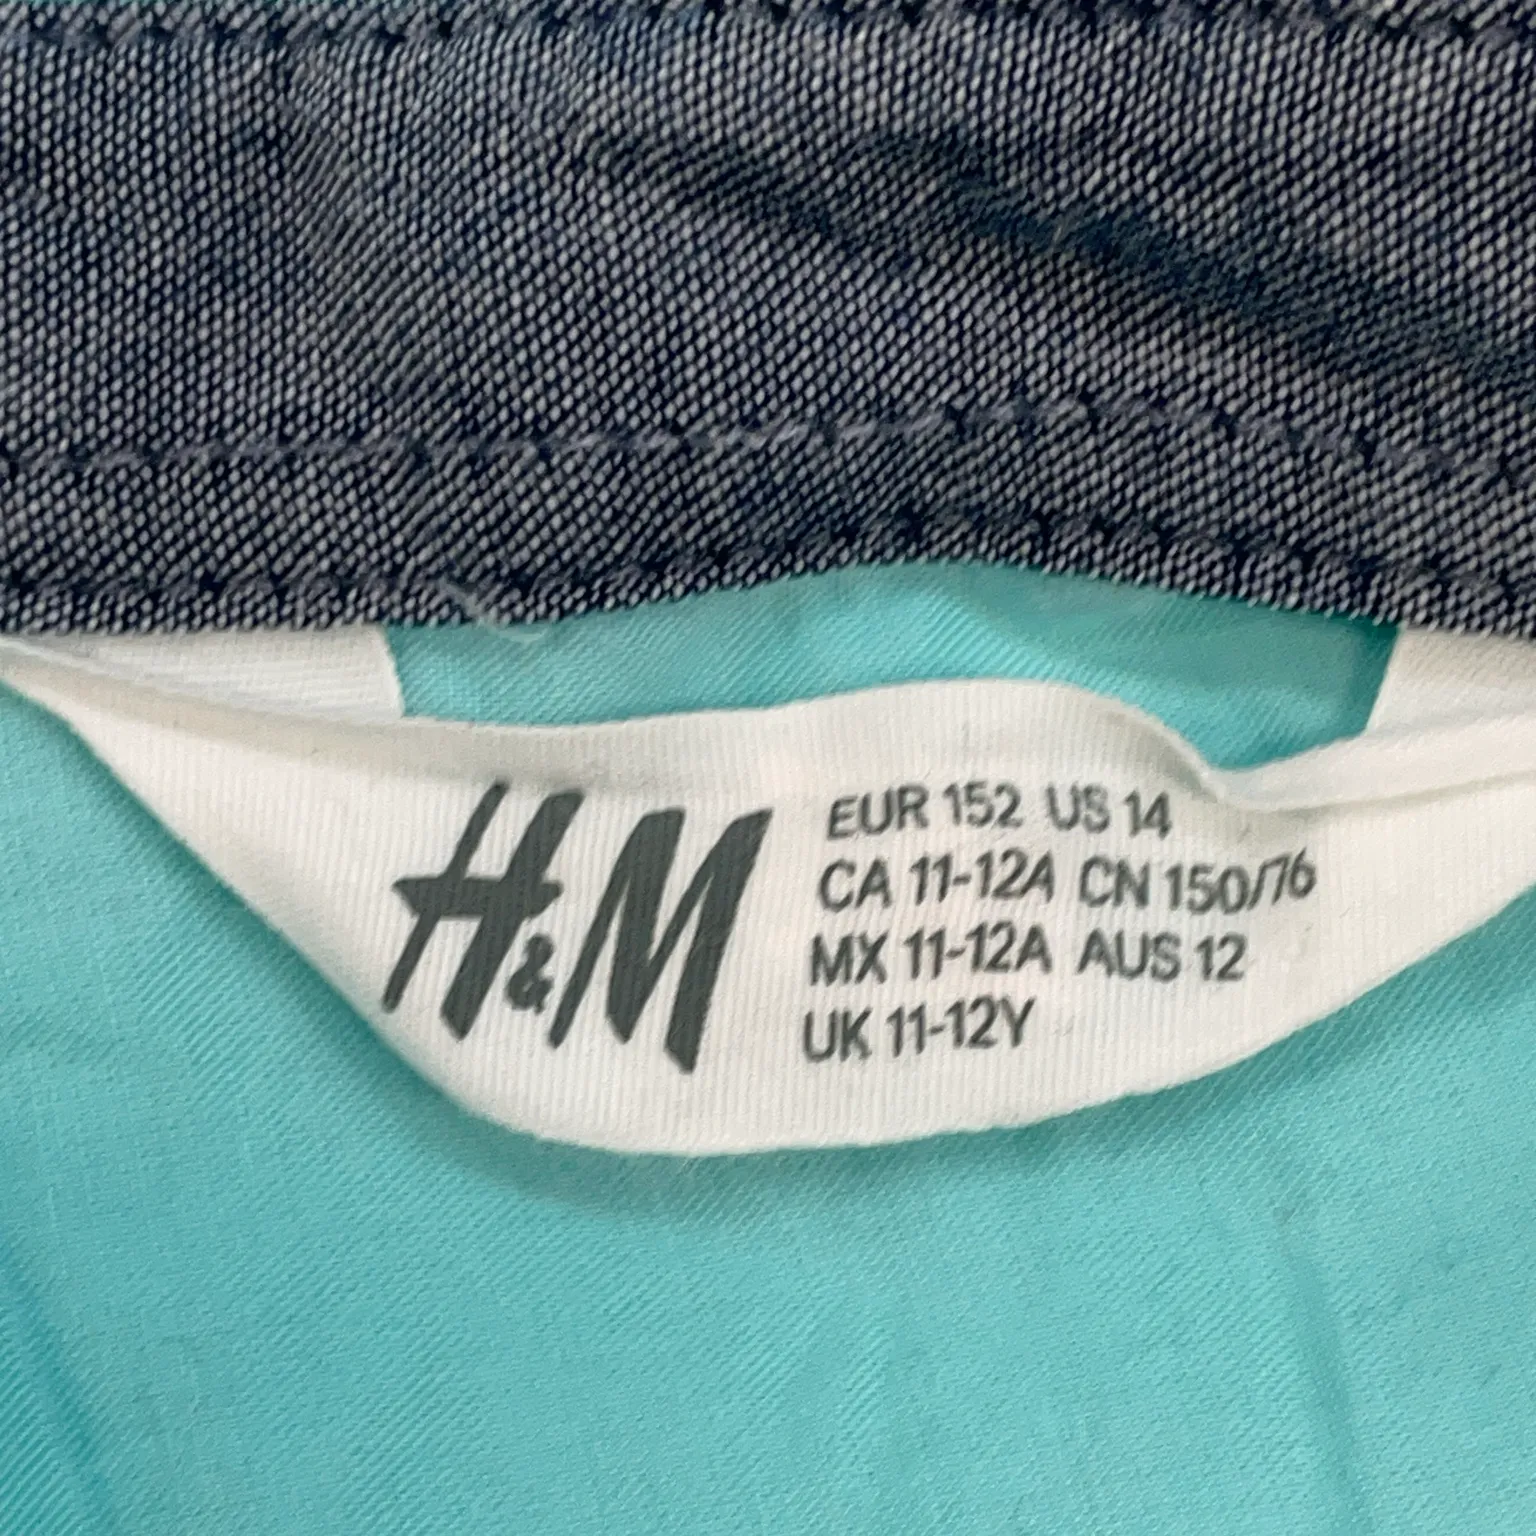 H&M
EUR 152 US 14
CA 11-12A CN 150/76
MX 11-12A AUS 12
UK 11-12Y